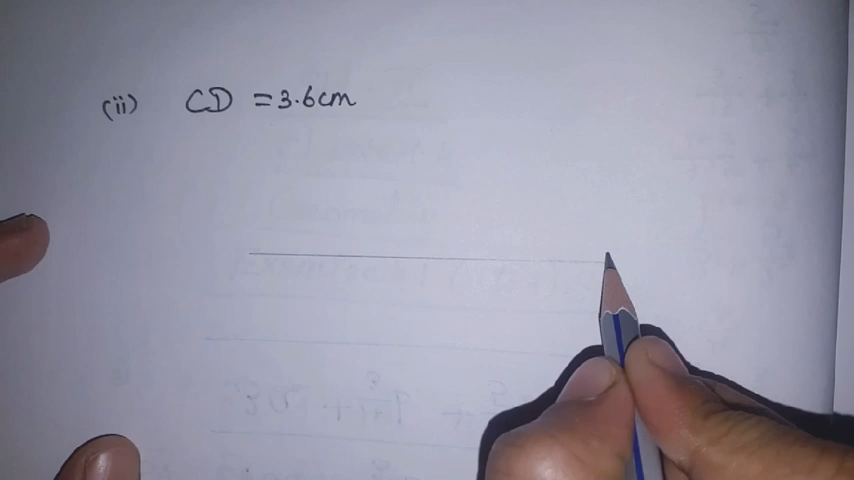 (ii) CD = 3.6cm